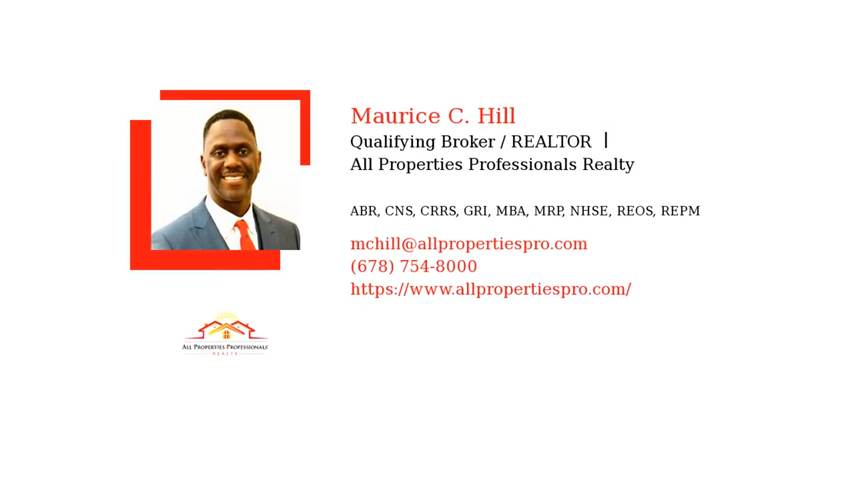 Maurice C. Hill
Qualifying Broker / REALTOR |
All Properties Professionals Realty
ABR, CNS, CRRS, GRI, MBA, MRP, NHSE, REOS, REPM
mchill@allpropertiespro.com
(678) 754-8000
https://www.allpropertiespro.com/
All Properties Professionals
REALTY